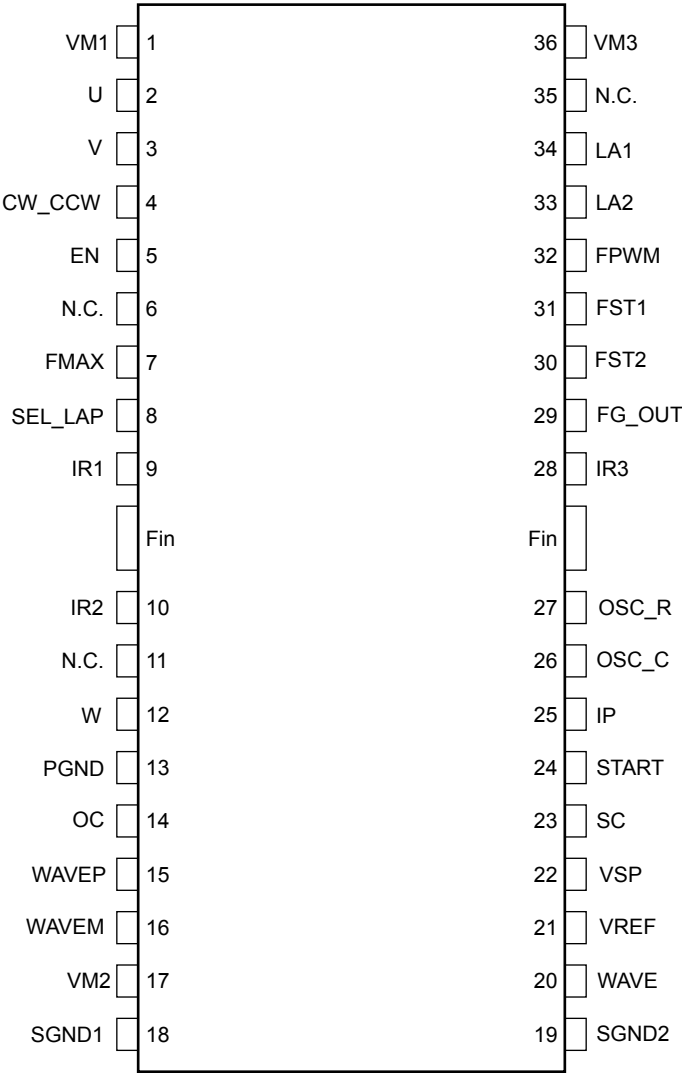 VM1 1 36 VM3
U 2 35 N.C.
V 3 34 LA1
CW_CCW 4 33 LA2
EN 5 32 FPWM
N.C. 6 31 FST1
FMAX 7 30 FST2
SEL_LAP 8 29 FG_OUT
IR1 9 28 IR3
Fin Fin
IR2 10 27 OSC_R
N.C. 11 26 OSC_C
W 12 25 IP
PGND 13 24 START
OC 14 23 SC
WAVEP 15 22 VSP
WAVEM 16 21 VREF
VM2 17 20 WAVE
SGND1 18 19 SGND2